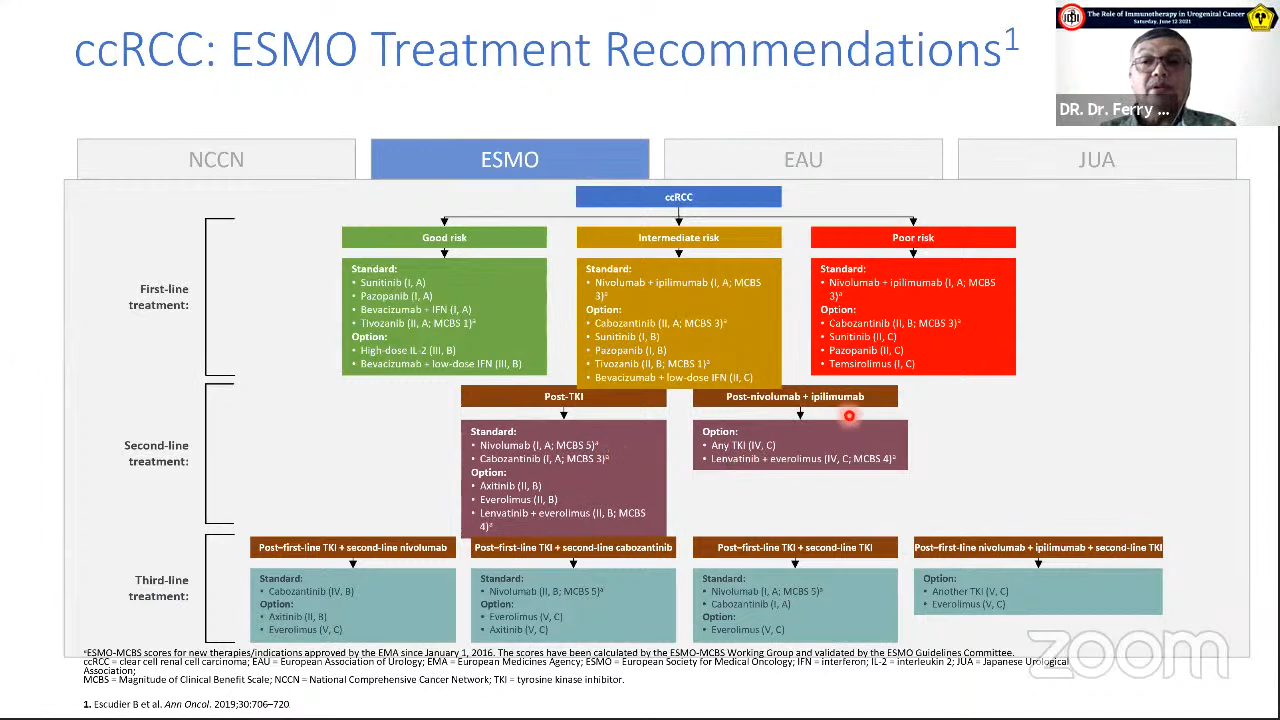 ccRCC: ESMO Treatment Recommendations1
The Role of Immunotherapy in Urogenital Cancer
Saturday, June 12 2021
DR. Dr. Ferry ...
NCCN
ESMO
EAU
JUA
ccRCC
First-line
treatment:
Good risk
Standard:
• Sunitinib (I, A)
• Pazopanib (I, A)
• Bevacizumab + IFN (I, A)
• Tivozanib (II, A; MCBS 1)a
Option:
• High-dose IL-2 (III, B)
• Bevacizumab + low-dose IFN (III, B)
Intermediate risk
Standard:
• Nivolumab + ipilimumab (I, A; MCBS
3)a
Option:
• Cabozantinib (II, A; MCBS 3)a
• Sunitinib (I, B)
• Pazopanib (I, B)
• Tivozanib (II, B; MCBS 1)a
• Bevacizumab + low-dose IFN (II, C)
Poor risk
Standard:
• Nivolumab + ipilimumab (I, A; MCBS
3)a
Option:
• Cabozantinib (II, B; MCBS 3)a
• Sunitinib (II, C)
• Pazopanib (II, C)
• Temsirolimus (I, C)
Second-line
treatment:
Post-TKI
Standard:
• Nivolumab (I, A; MCBS 5)a
• Cabozantinib (I, A; MCBS 3)a
Option:
• Axitinib (II, B)
• Everolimus (II, B)
• Lenvatinib + everolimus (II, B; MCBS
4)a
Post-nivolumab + ipilimumab
Option:
• Any TKI (IV, C)
• Lenvatinib + everolimus (IV, C; MCBS 4)a
Third-line
treatment:
Post–first-line TKI + second-line nivolumab
Standard:
• Cabozantinib (IV, B)
Option:
• Axitinib (II, B)
• Everolimus (V, C)
Post–first-line TKI + second-line cabozantinib
Standard:
• Nivolumab (II, B; MCBS 5)a
Option:
• Everolimus (V, C)
• Axitinib (V, C)
Post–first-line TKI + second-line TKI
Standard:
• Nivolumab (I, A; MCBS 5)a
• Cabozantinib (I, A)
Option:
• Everolimus (V, C)
Post–first-line nivolumab + ipilimumab + second-line TKI
Option:
• Another TKI (V, C)
• Everolimus (V, C)
zoom
aESMO-MCBS scores for new therapies/indications approved by the EMA since January 1, 2016. The scores have been calculated by the ESMO-MCBS Working Group and validated by the ESMO Guidelines Committee.
ccRCC = clear cell renal cell carcinoma; EAU = European Association of Urology; EMA = European Medicines Agency; ESMO = European Society for Medical Oncology; IFN = interferon; IL-2 = interleukin 2; JUA = Japanese Urological
Association;
MCBS = Magnitude of Clinical Benefit Scale; NCCN = National Comprehensive Cancer Network; TKI = tyrosine kinase inhibitor.
1. Escudier B et al. Ann Oncol. 2019;30:706–720.